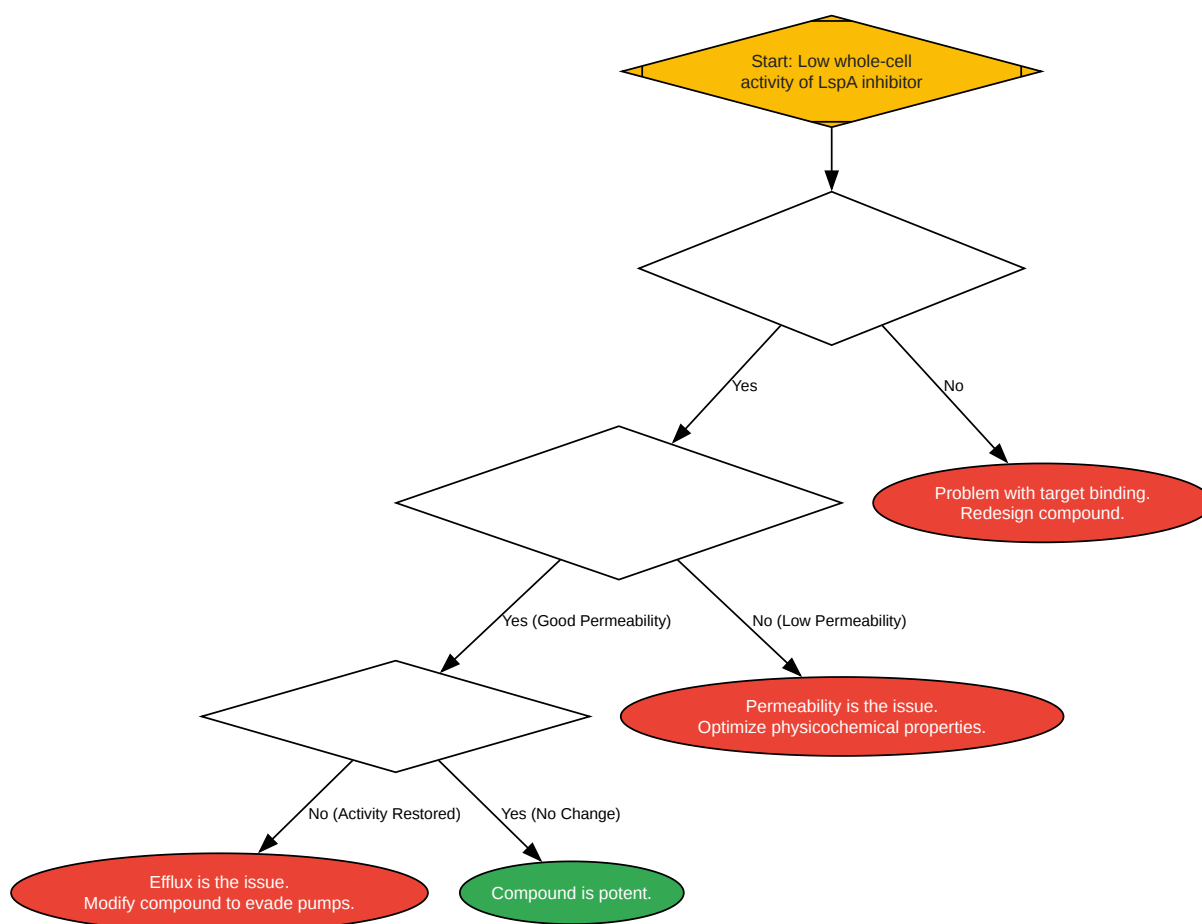 Start: Low whole-cell
activity of LspA inhibitor
Yes
No
Problem with target binding.
Redesign compound.
Yes (Good Permeability)
No (Low Permeability)
Permeability is the issue.
Optimize physicochemical properties.
No (Activity Restored)
Yes (No Change)
Efflux is the issue.
Modify compound to evade pumps.
Compound is potent.